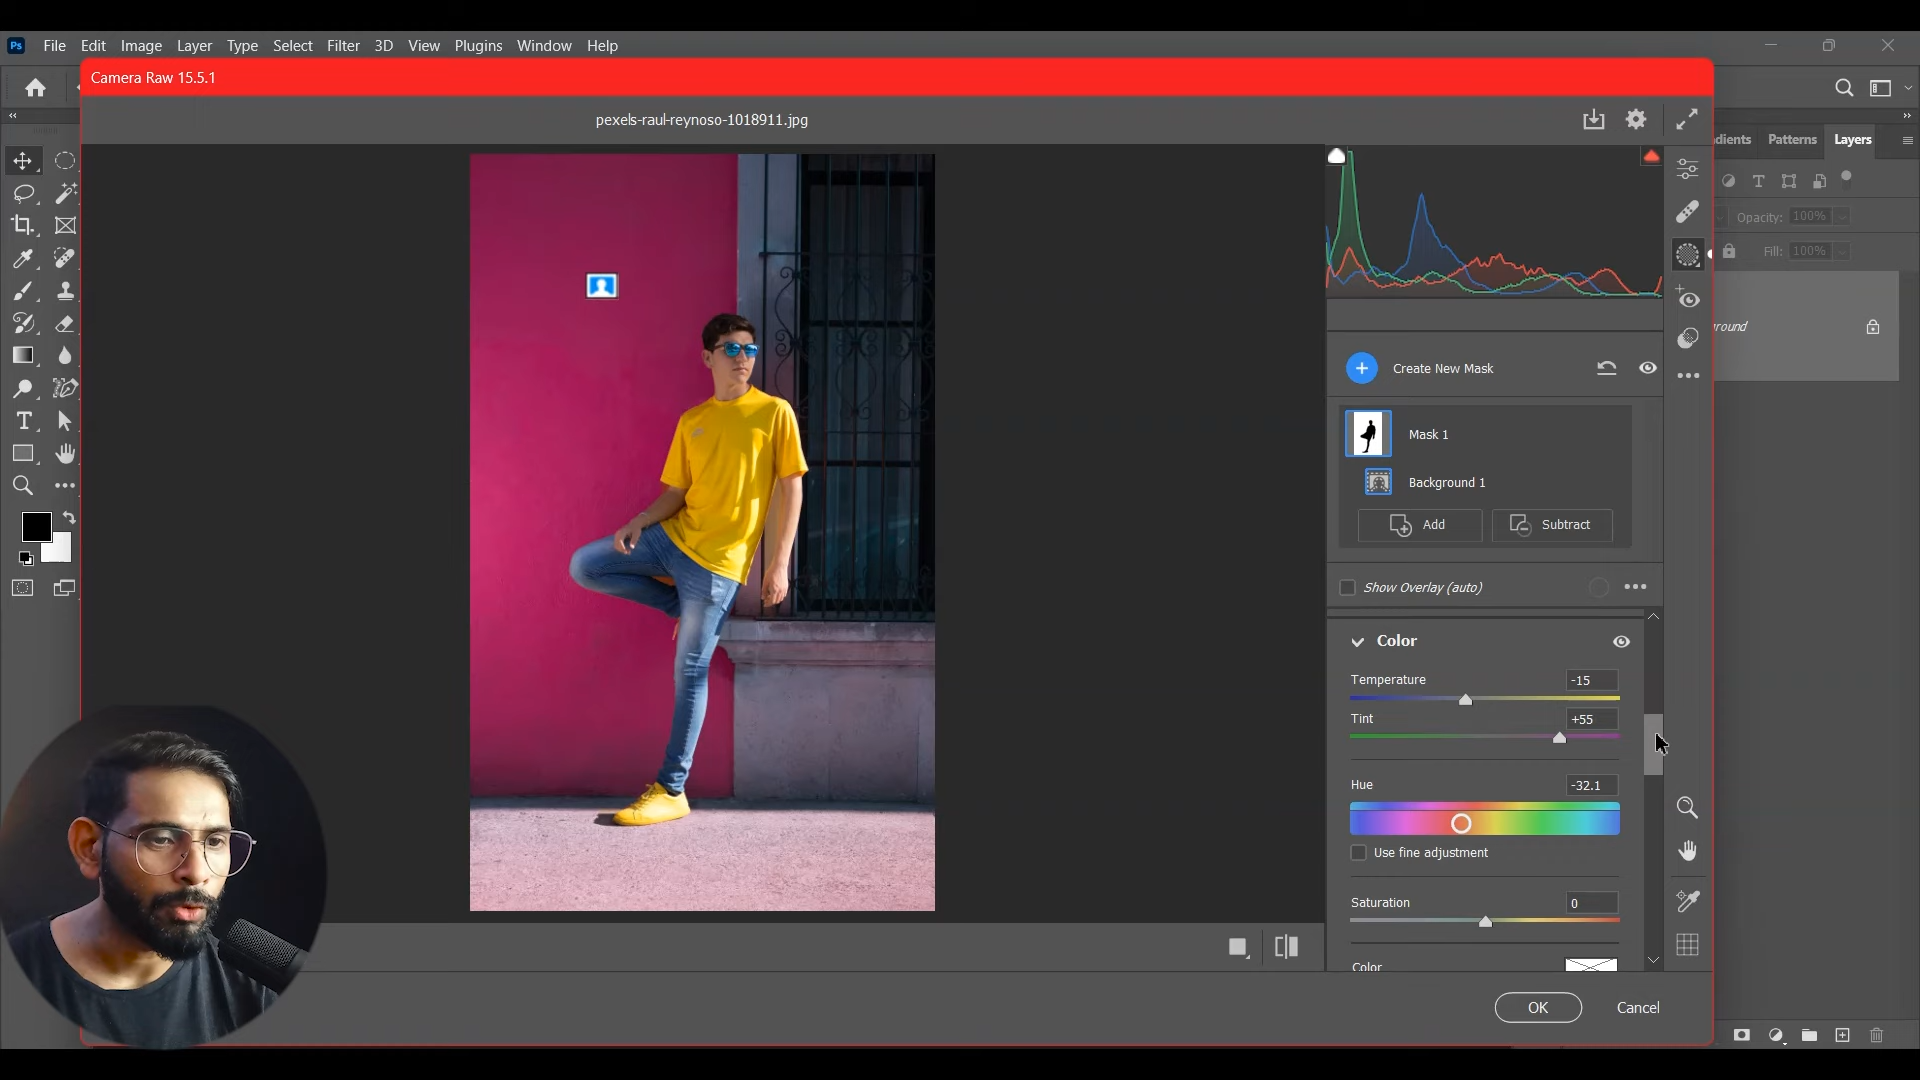 Ps File Edit Image Layer Type Select Filter 3D View Plugins Window Help
Camera Raw 15.5.1
pexels-raul-reynoso-1018911.jpg
dients Patterns Layers
Opacity: 100%
Fill: 100%
round
Create New Mask
Mask 1
Background 1
Add Subtract
Show Overlay (auto)
Color
Temperature -15
Tint +55
Hue -32.1
Use fine adjustment
Saturation 0
Color
OK Cancel